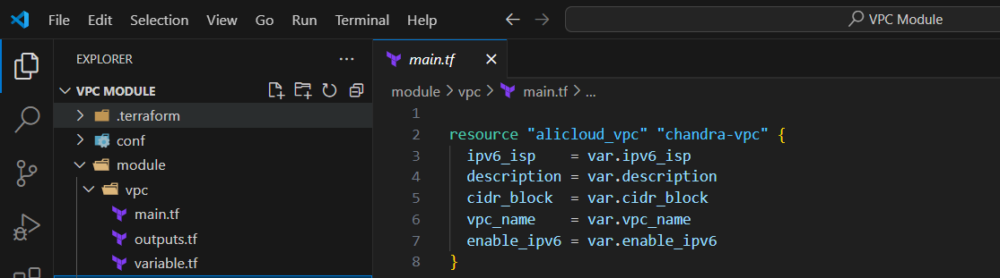 File Edit Selection View Go Run Terminal Help
VPC Module
EXPLORER ...
VPC MODULE
.terraform
conf
module
vpc
main.tf
outputs.tf
variable.tf
main.tf
module > vpc > main.tf > ...
1
2 resource "alicloud_vpc" "chandra-vpc" {
3 ipv6_isp    = var.ipv6_isp
4 description = var.description
5 cidr_block  = var.cidr_block
6 vpc_name    = var.vpc_name
7 enable_ipv6 = var.enable_ipv6
8 }